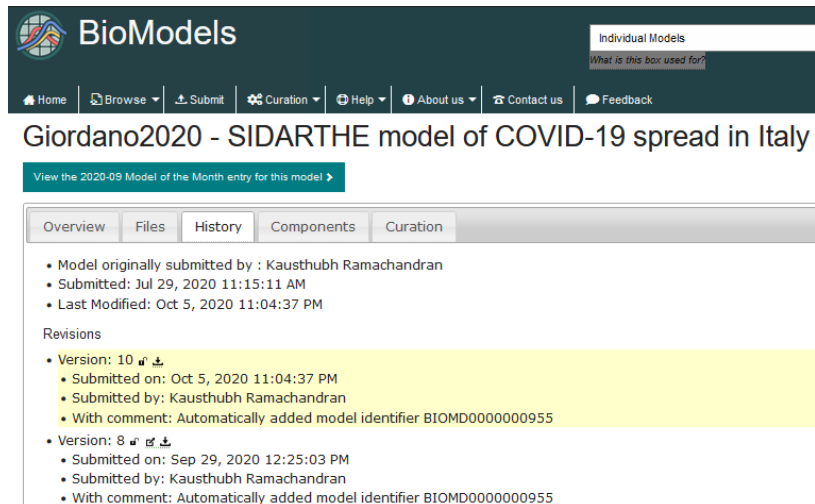 BioModels
Individual Models
What is this box used for?
Home Browse Submit Curation Help About us Contact us Feedback
Giordano2020 - SIDARTHE model of COVID-19 spread in Italy
View the 2020-09 Model of the Month entry for this model
Overview Files History Components Curation
• Model originally submitted by : Kausthubh Ramachandran
• Submitted: Jul 29, 2020 11:15:11 AM
• Last Modified: Oct 5, 2020 11:04:37 PM
Revisions
• Version: 10
• Submitted on: Oct 5, 2020 11:04:37 PM
• Submitted by: Kausthubh Ramachandran
• With comment: Automatically added model identifier BIOMD0000000955
• Version: 8
• Submitted on: Sep 29, 2020 12:25:03 PM
• Submitted by: Kausthubh Ramachandran
• With comment: Automatically added model identifier BIOMD0000000955